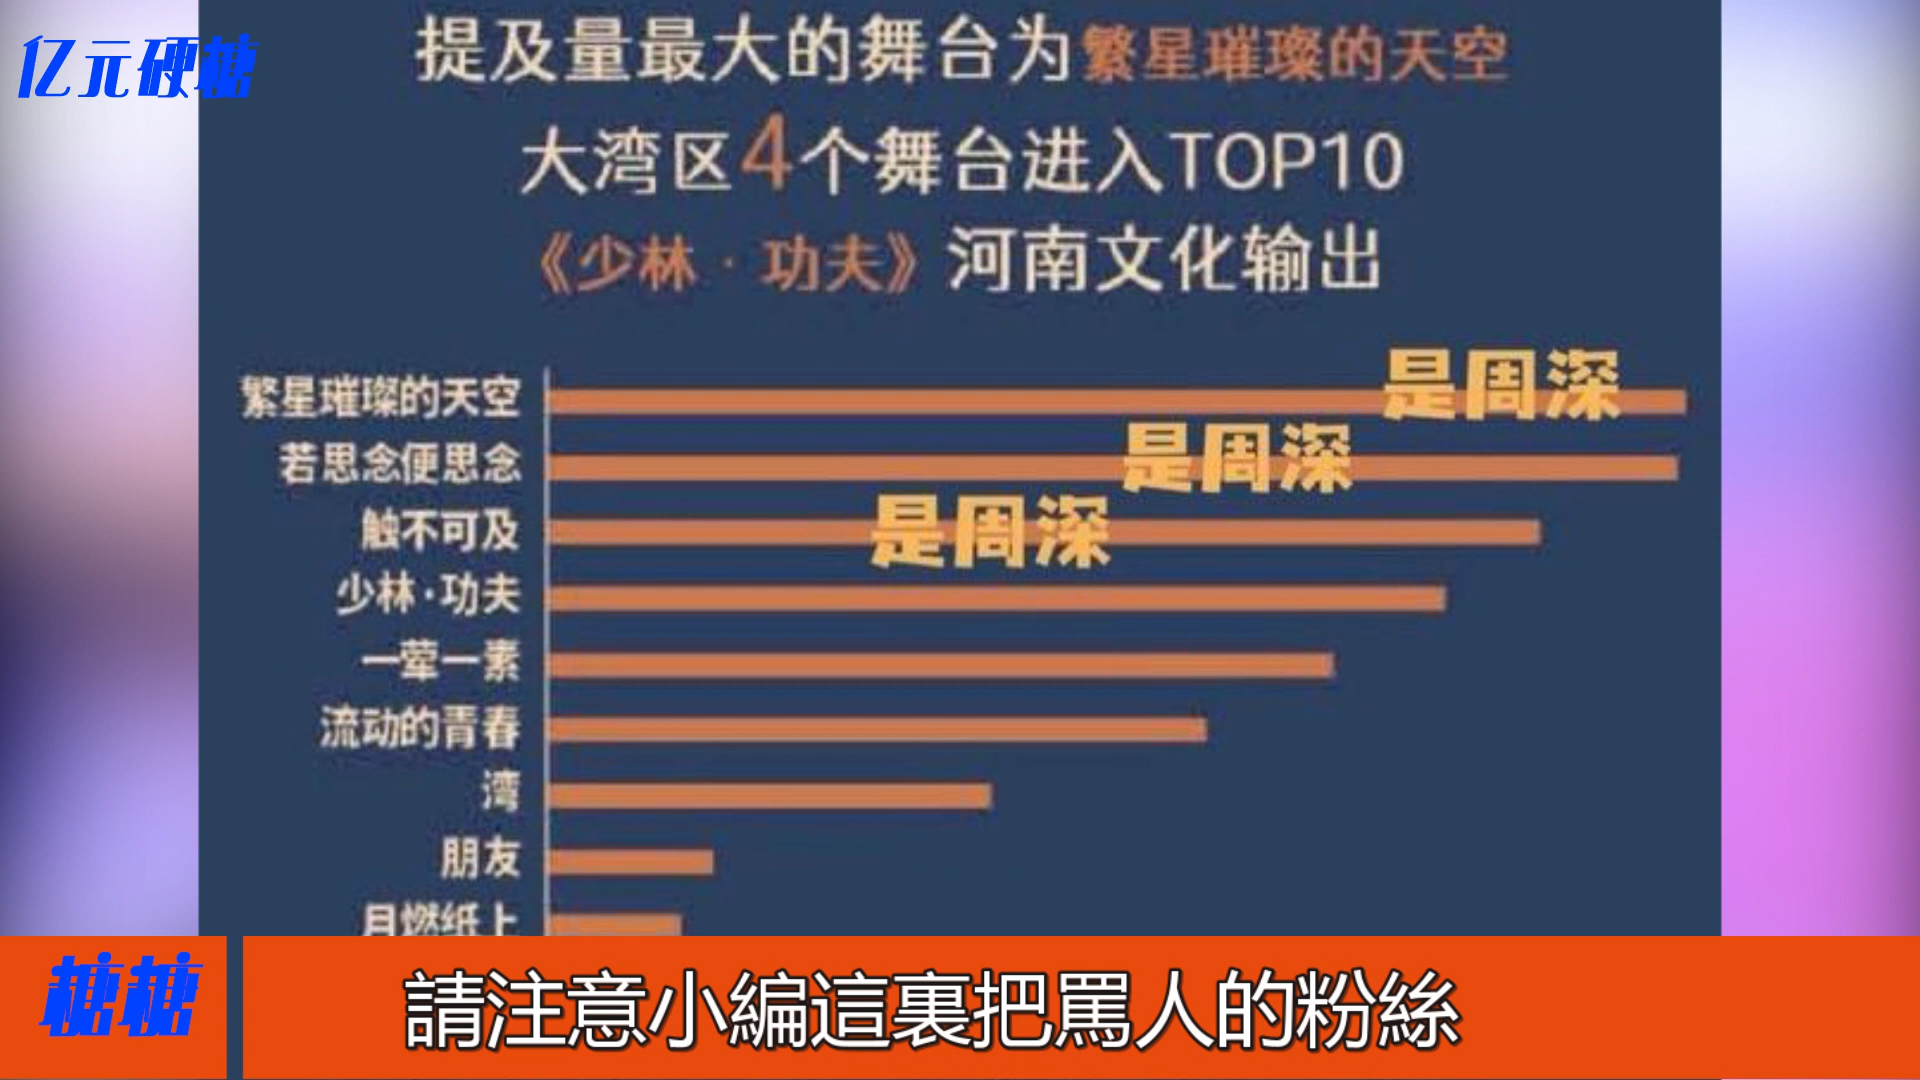 亿元硬糖
提及量最大的舞台为繁星璀璨的天空
大湾区4个舞台进入TOP10
《少林·功夫》河南文化输出
繁星璀璨的天空
是周深
若思念便思念
是周深
触不可及
是周深
少林·功夫
一荤一素
流动的青春
湾
朋友
月燃纸上
糖糖
請注意小編這裏把罵人的粉絲